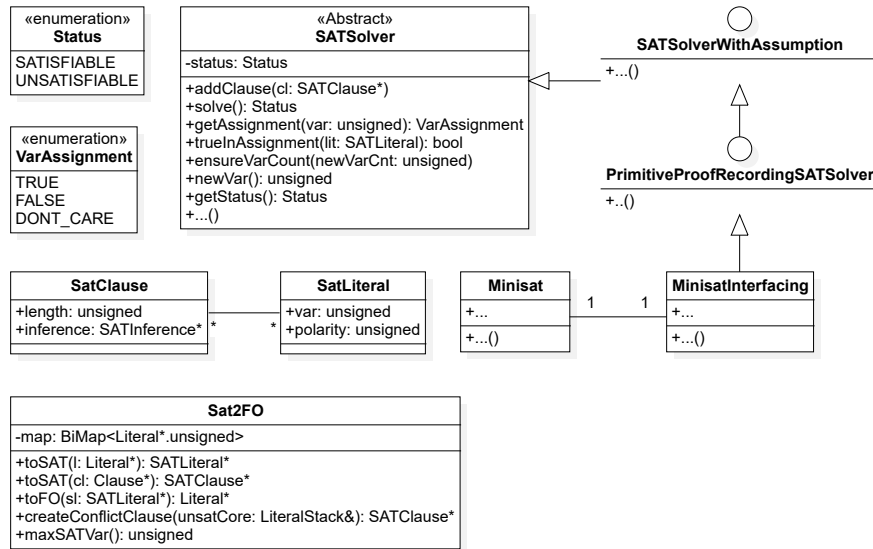 «enumeration»
Status
SATISFIABLE
UNSATISFIABLE
«enumeration»
VarAssignment
TRUE
FALSE
DONT_CARE
«Abstract»
SATSolver
-status: Status
+addClause(cl: SATClause*)
+solve(): Status
+getAssignment(var: unsigned): VarAssignment
+trueInAssignment(lit: SATLiteral): bool
+ensureVarCount(newVarCnt: unsigned)
+newVar(): unsigned
+getStatus(): Status
+...()
SATSolverWithAssumption
+...()
PrimitiveProofRecordingSATSolver
+..()
SatClause
+length: unsigned
+inference: SATInference*
*
*
SatLiteral
+var: unsigned
+polarity: unsigned
Minisat
+...
+...()
1
1
MinisatInterfacing
+...
+...()
Sat2FO
-map: BiMap<Literal*.unsigned>
+toSAT(l: Literal*): SATLiteral*
+toSAT(cl: Clause*): SATClause*
+toFO(sl: SATLiteral*): Literal*
+createConflictClause(unsatCore: LiteralStack&): SATClause*
+maxSATVar(): unsigned